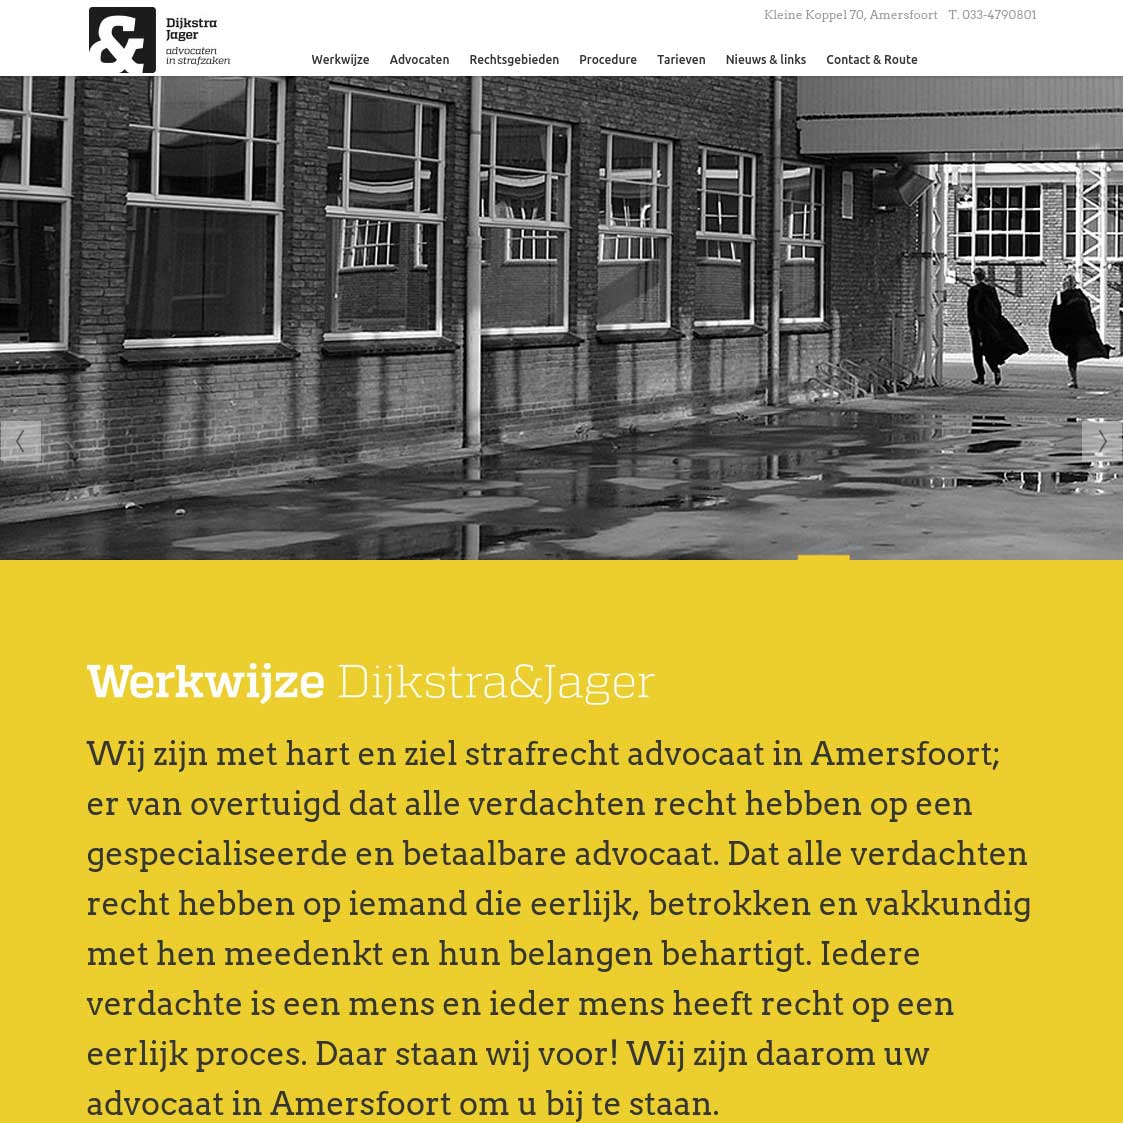 Kleine Koppel 70, Amersfoort T. 033-4790801
&
Dijkstra
Jager
advocaten
in strafzaken
Werkwijze Advocaten Rechtsgebieden Procedure Tarieven Nieuws & links Contact & Route
Werkwijze Dijkstra&Jager
Wij zijn met hart en ziel strafrecht advocaat in Amersfoort;
er van overtuigd dat alle verdachten recht hebben op een
gespecialiseerde en betaalbare advocaat. Dat alle verdachten
recht hebben op iemand die eerlijk, betrokken en vakkundig
met hen meedenkt en hun belangen behartigt. Iedere
verdachte is een mens en ieder mens heeft recht op een
eerlijk proces. Daar staan wij voor! Wij zijn daarom uw
advocaat in Amersfoort om u bij te staan.